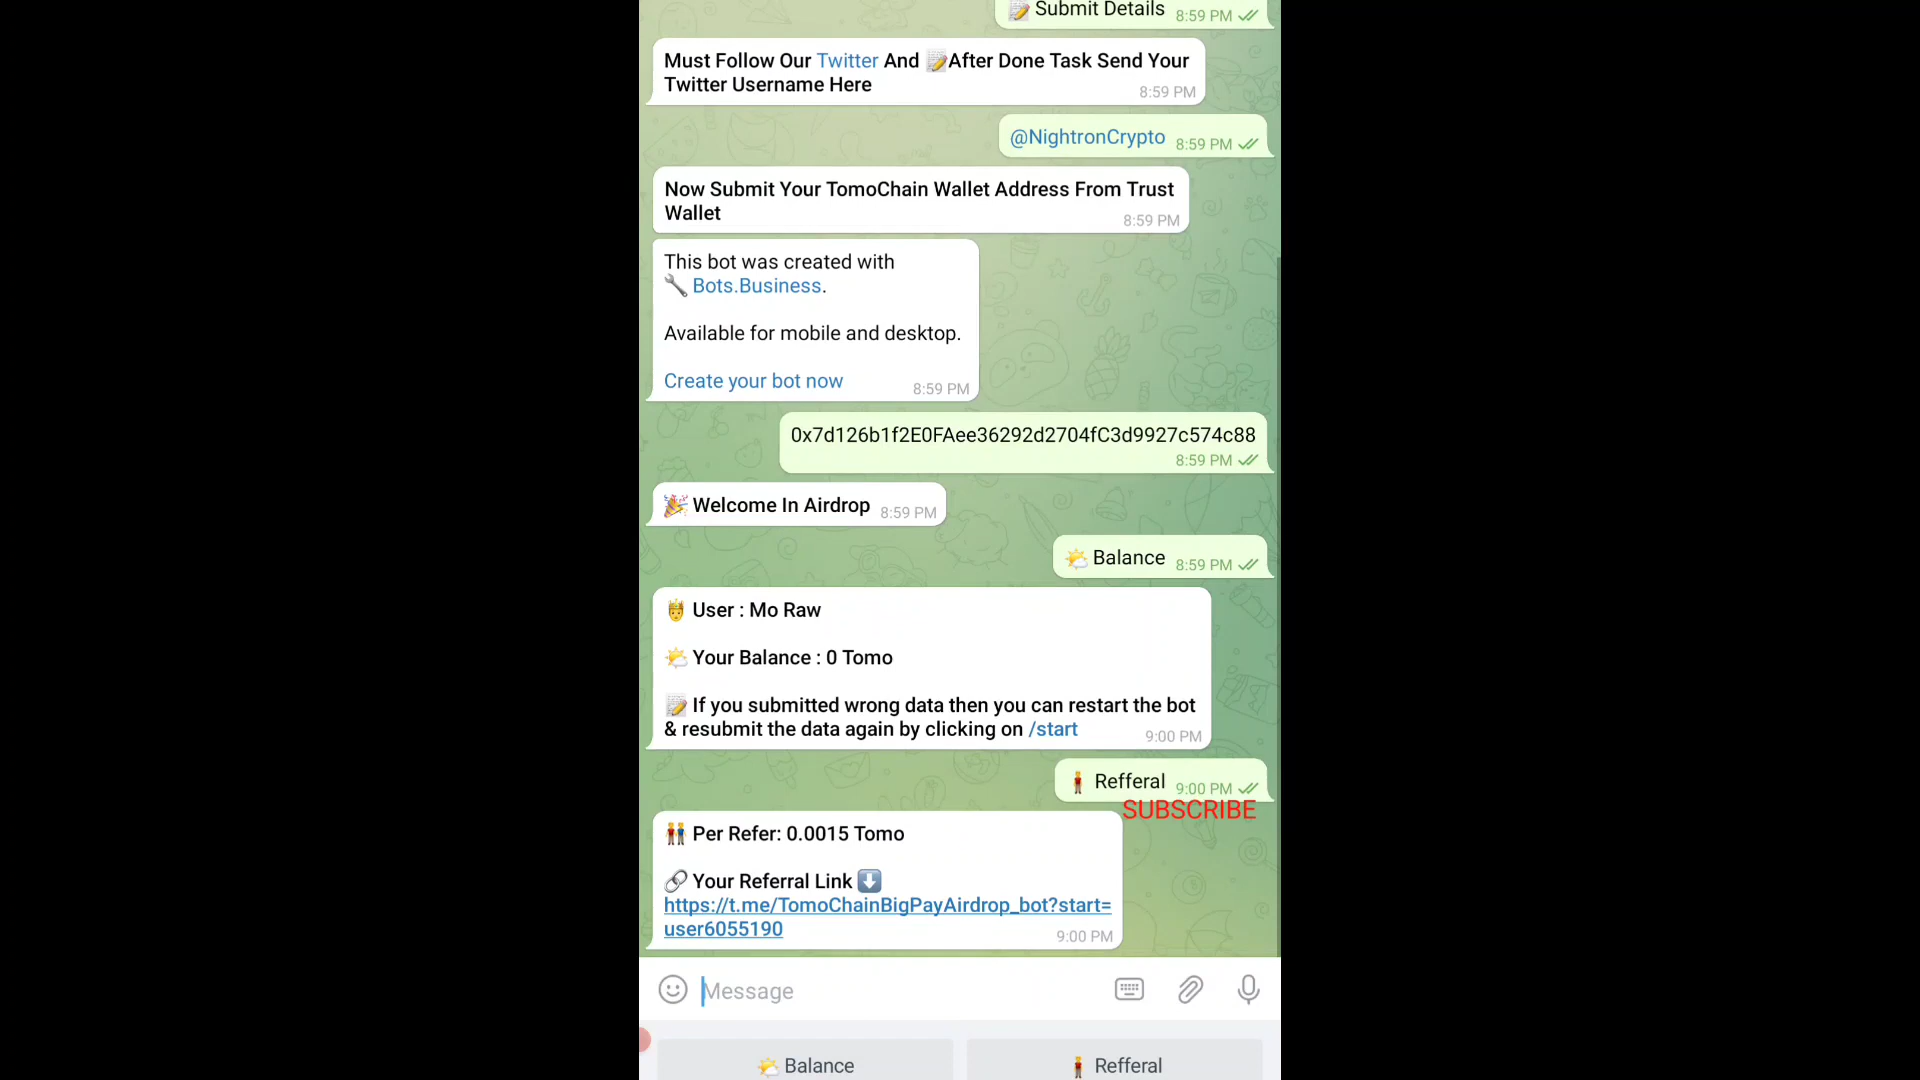 Submit Details 8:59 PM
Must Follow Our Twitter And After Done Task Send Your
Twitter Username Here
8:59 PM
@NightronCrypto 8:59 PM
Now Submit Your TomoChain Wallet Address From Trust
Wallet
8:59 PM
This bot was created with
Bots.Business.
Available for mobile and desktop.
Create your bot now 8:59 PM
0x7d126b1f2E0FAee36292d2704fC3d9927c574c88
8:59 PM
Welcome In Airdrop 8:59 PM
Balance 8:59 PM
User : Mo Raw
Your Balance : 0 Tomo
If you submitted wrong data then you can restart the bot
& resubmit the data again by clicking on /start
9:00 PM
Refferal 9:00 PM
SUBSCRIBE
Per Refer: 0.0015 Tomo
Your Referral Link
https://t.me/TomoChainBigPayAirdrop_bot?start=
user6055190
9:00 PM
Message
Balance Refferal